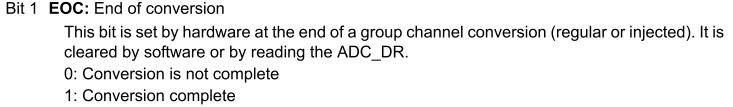 Bit 1 EOC: End of conversion
This bit is set by hardware at the end of a group channel conversion (regular or injected). It is
cleared by software or by reading the ADC_DR.
0: Conversion is not complete
1: Conversion complete